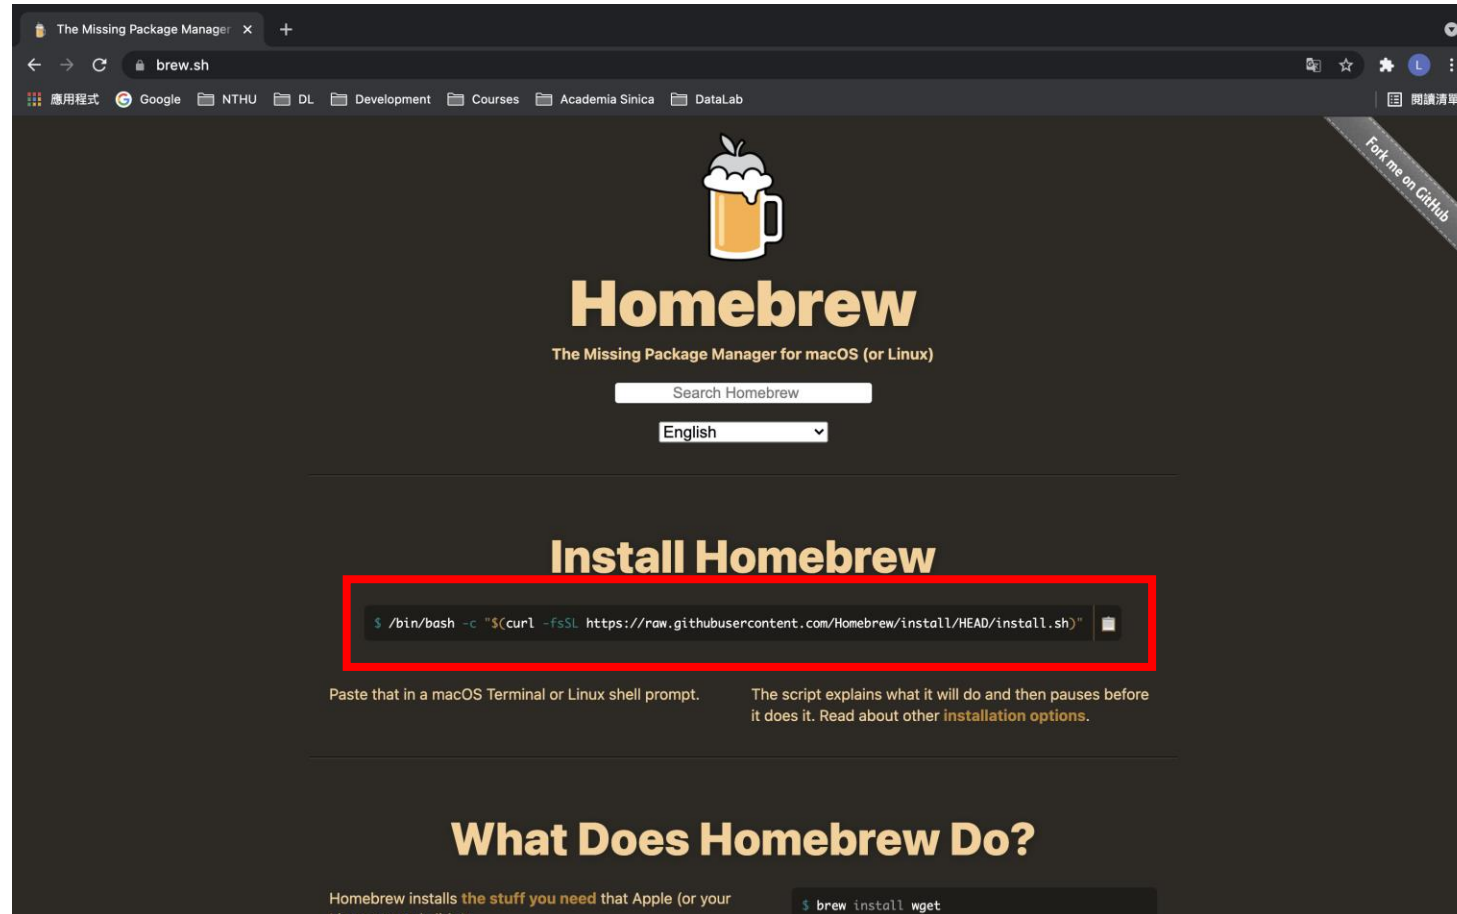 The Missing Package Manager
brew.sh
L
應用程式 Google NTHU DL Development Courses Academia Sinica DataLab 閱讀清單
Fork me on GitHub
Homebrew
The Missing Package Manager for macOS (or Linux)
Search Homebrew
English
Install Homebrew
$ /bin/bash -c "$(curl -fsSL https://raw.githubusercontent.com/Homebrew/install/HEAD/install.sh)"
Paste that in a macOS Terminal or Linux shell prompt.
The script explains what it will do and then pauses before
it does it. Read about other installation options.
What Does Homebrew Do?
Homebrew installs the stuff you need that Apple (or your
$ brew install wget